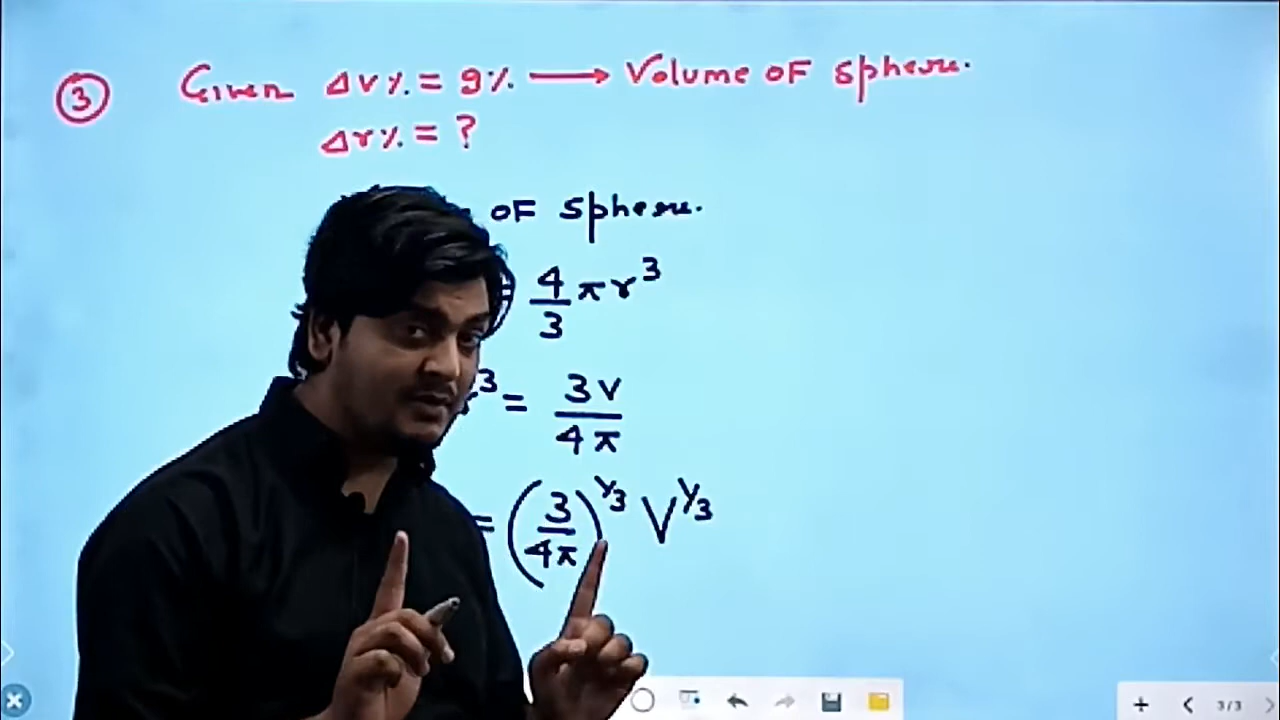 3 Given Δv% = 9% → Volume of sphere.
Δr% = ?
of sphere.
= 4/3 πr³
³ = 3V/4π
= (3/4π)^1/3 V^1/3
3/3